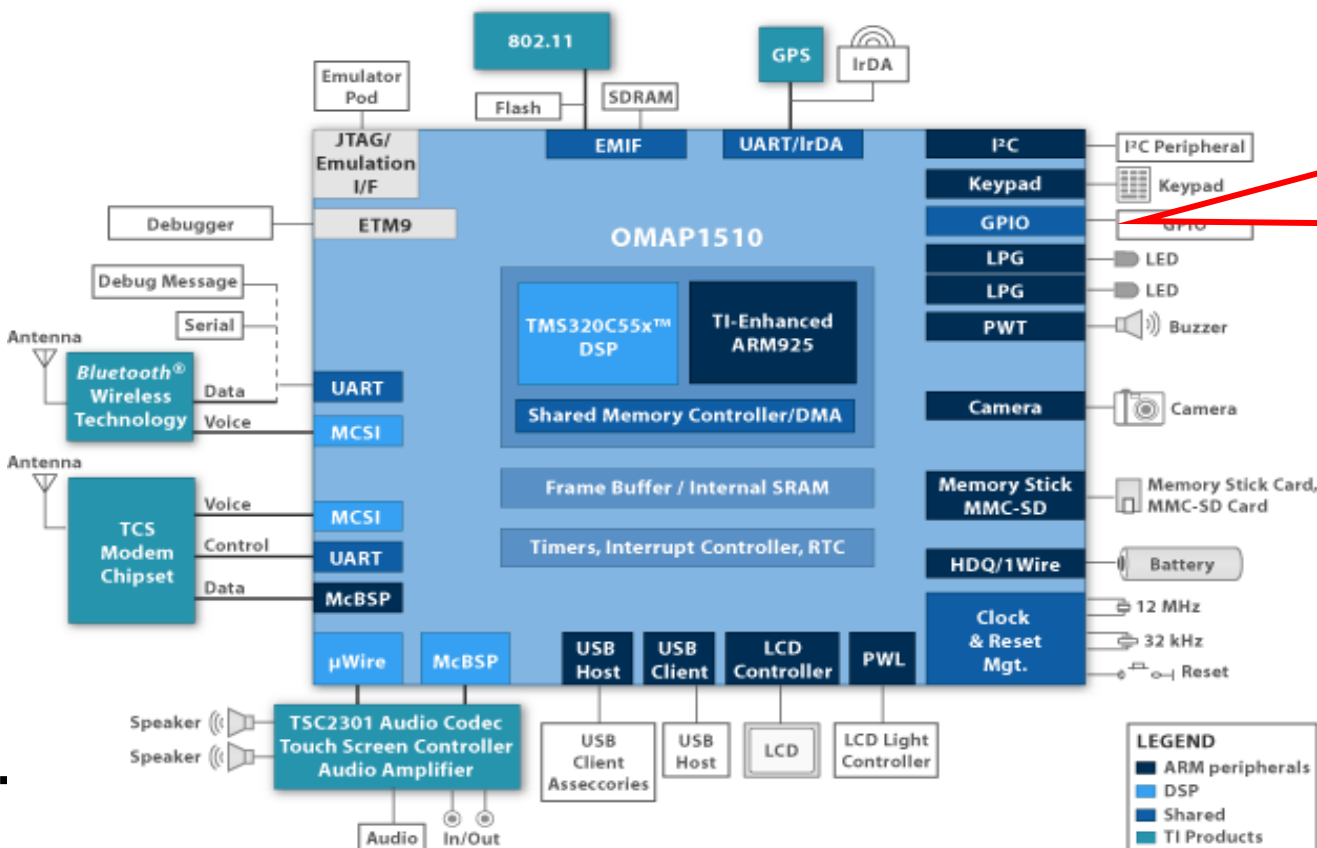 802.11
GPS
IrDA
Emulator
Pod
Flash
SDRAM
JTAG/
Emulation
I/F
EMIF
UART/IrDA
I²C
I²C Peripheral
Keypad
Keypad
Debugger
ETM9
OMAP1510
GPIO
GPIO
LPG
LED
Debug Message
LPG
LED
Serial
TMS320C55x™
DSP
TI-Enhanced
ARM925
PWT
Buzzer
Antenna
Bluetooth®
Wireless
Technology
Data
Voice
UART
MCSI
Shared Memory Controller/DMA
Camera
Camera
Antenna
TCS
Modem
Chipset
Voice
Control
Data
MCSI
UART
McBSP
Frame Buffer / Internal SRAM
Timers, Interrupt Controller, RTC
Memory Stick
MMC-SD
Memory Stick Card,
MMC-SD Card
HDQ/1Wire
Battery
Clock
& Reset
Mgt.
12 MHz
32 kHz
Reset
µWire
McBSP
USB
Host
USB
Client
LCD
Controller
PWL
Speaker
Speaker
TSC2301 Audio Codec
Touch Screen Controller
Audio Amplifier
USB
Client
Asseccories
USB
Host
LCD
LCD Light
Controller
Audio
In/Out
LEGEND
ARM peripherals
DSP
Shared
TI Products